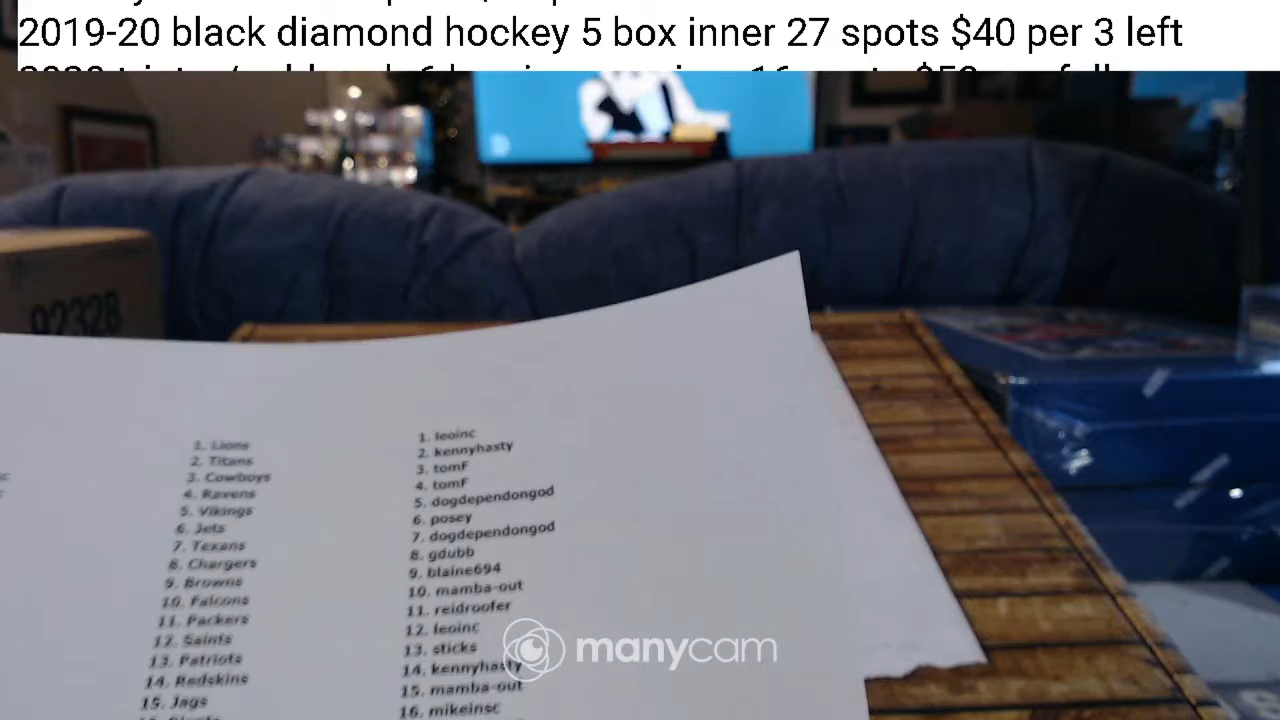 2019-20 black diamond hockey 5 box inner 27 spots $40 per 3 left
92328
1. Lions
2. Titans
3. Cowboys
4. Ravens
5. Vikings
6. Jets
7. Texans
8. Chargers
9. Browns
10. Falcons
11. Packers
12. Saints
13. Patriots
14. Redskins
15. Jags
1. leoinc
2. kennyhasty
3. tomF
4. tomF
5. dogdependongod
6. posey
7. dogdependongod
8. gdubb
9. blaine694
10. mamba-out
11. reidroofer
12. leoinc
13. sticks
14. kennyhasty
15. mamba-out
16. mikeinsc
manycam